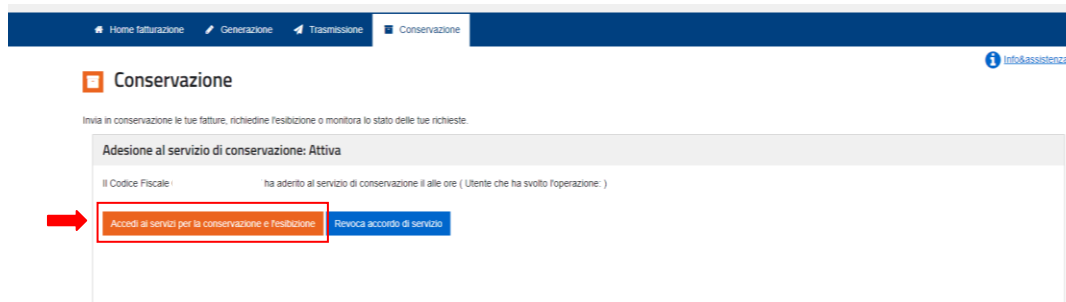 Home fatturazione Generazione Trasmissione Conservazione
Info&assistenza
Conservazione
Invia in conservazione le tue fatture, richiedine l'esibizione o monitora lo stato delle tue richieste.
Adesione al servizio di conservazione: Attiva
Il Codice Fiscale ha aderito al servizio di conservazione il alle ore ( Utente che ha svolto l'operazione: )
Accedi ai servizi per la conservazione e l'esibizione Revoca accordo di servizio